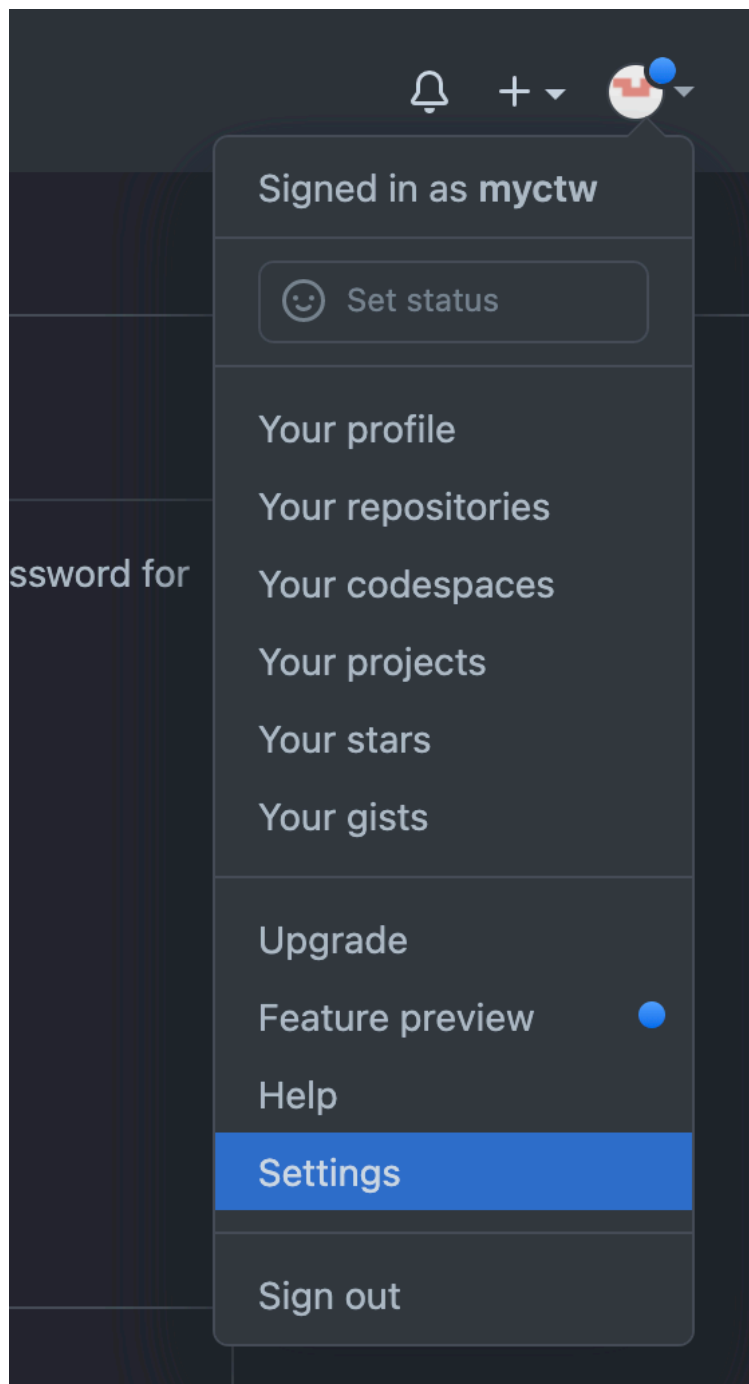 Signed in as myctw
Set status
Your profile
Your repositories
ssword for
Your codespaces
Your projects
Your stars
Your gists
Upgrade
Feature preview
Help
Settings
Sign out